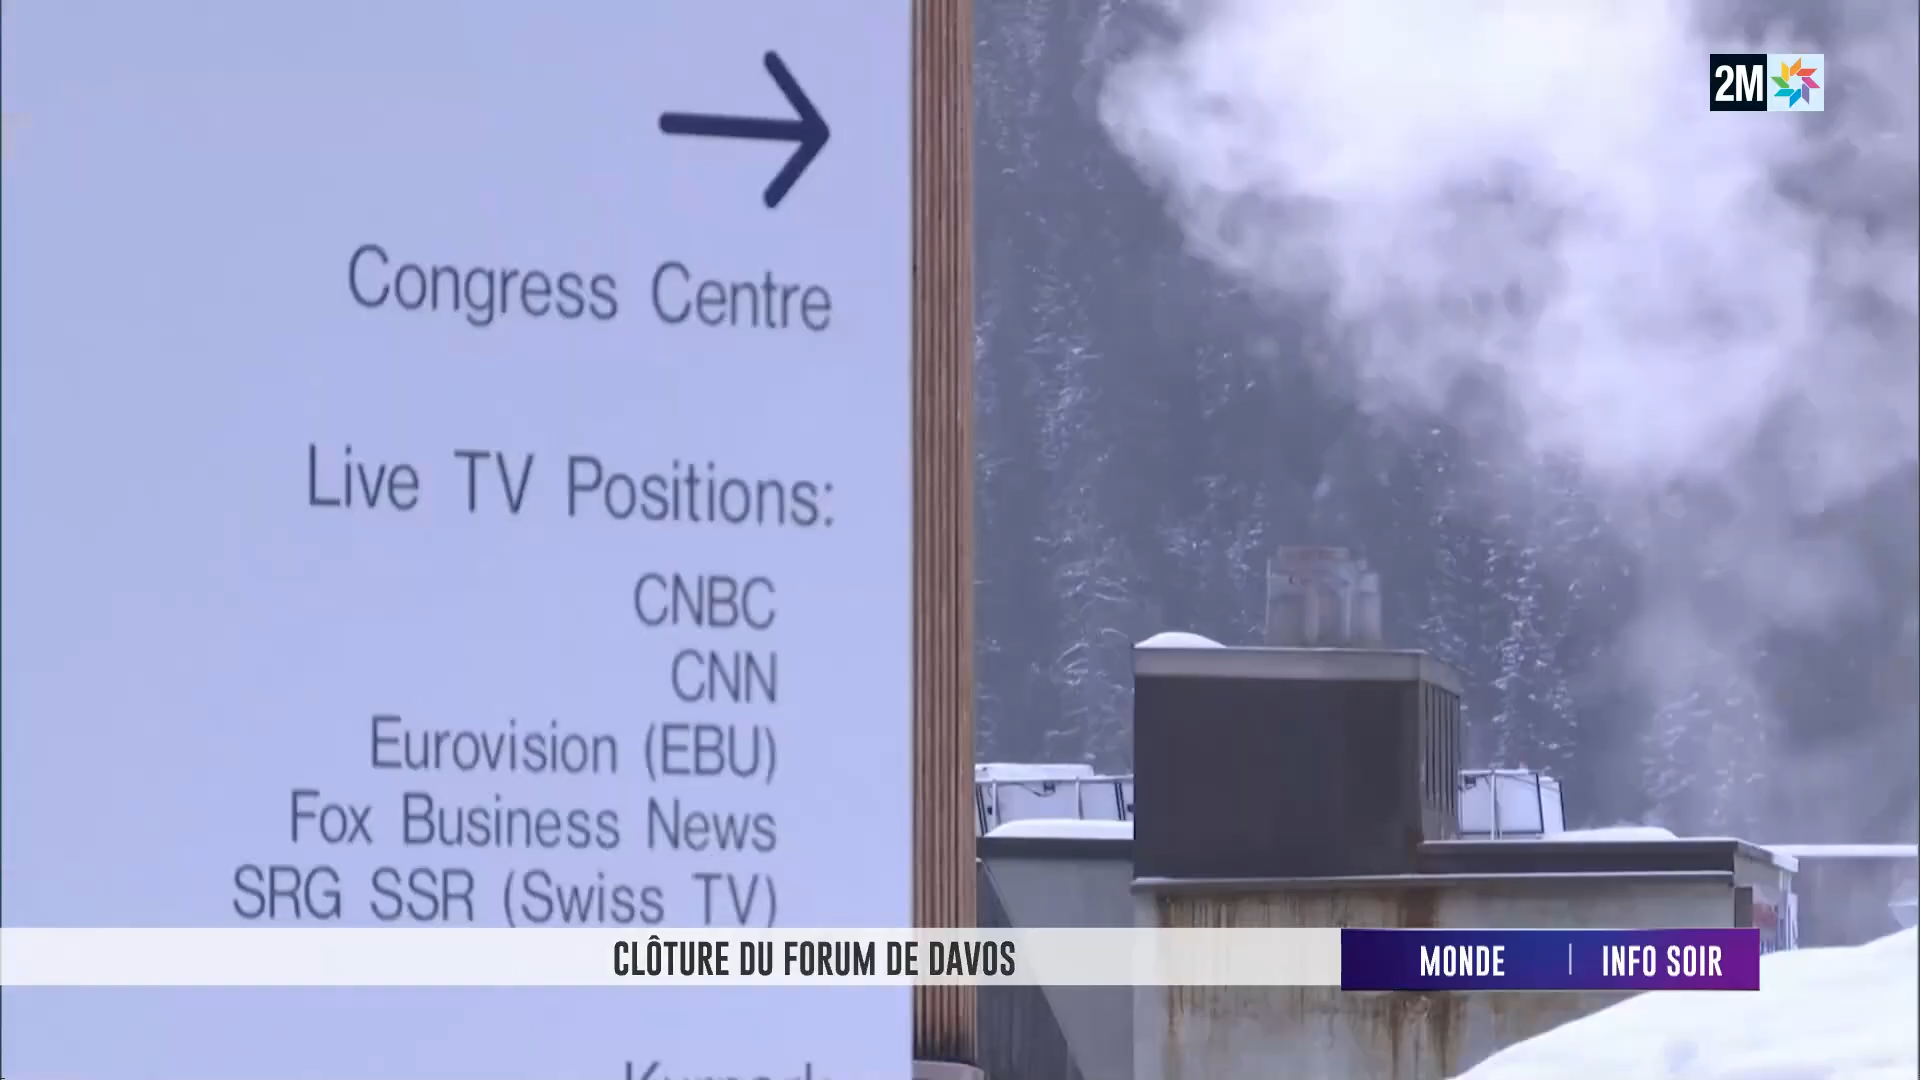 2M
Congress Centre
Live TV Positions:
CNBC
CNN
Eurovision (EBU)
Fox Business News
SRG SSR (Swiss TV)
CLÔTURE DU FORUM DE DAVOS
MONDE | INFO SOIR